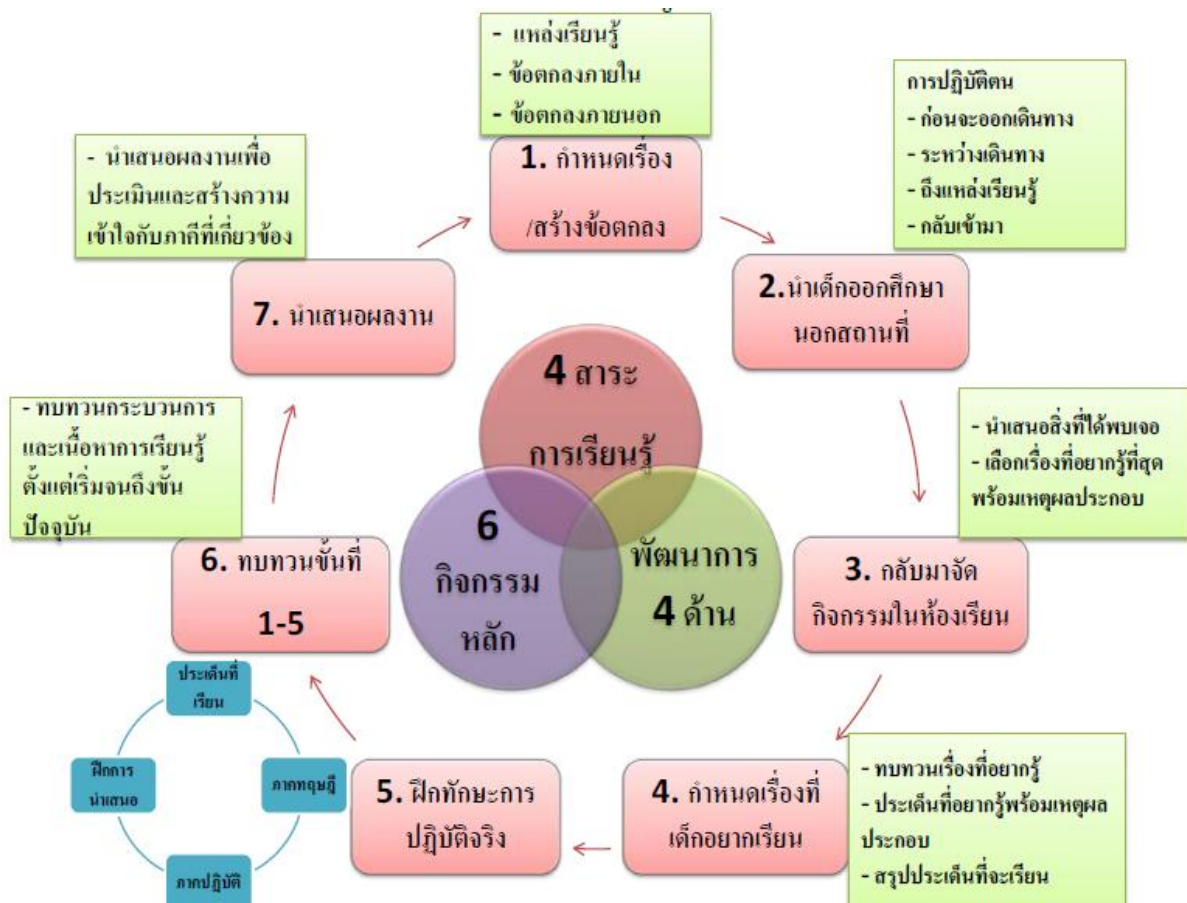 - แหล่งเรียนรู้
- ข้อตกลงภายใน
- ข้อตกลงภายนอก
1. กำหนดเรื่อง
/สร้างข้อตกลง
การปฏิบัติตน
- ก่อนจะออกเดินทาง
- ระหว่างเดินทาง
- ถึงแหล่งเรียนรู้
- กลับเข้ามา
2.นำเด็กออกศึกษา
นอกสถานที่
- นำเสนอสิ่งที่ได้พบเจอ
- เลือกเรื่องที่อยากรู้ที่สุด
พร้อมเหตุผลประกอบ
3. กลับมาจัด
กิจกรรมในห้องเรียน
- ทบทวนเรื่องที่อยากรู้
- ประเด็นที่อยากรู้พร้อมเหตุผล
ประกอบ
- สรุปประเด็นที่จะเรียน
4. กำหนดเรื่องที่
เด็กอยากเรียน
5. ฝึกทักษะการ
ปฏิบัติจริง
ประเด็นที่
เรียน
ภาคทฤษฎี
ภาคปฏิบัติ
ฝึกการ
นำเสนอ
6. ทบทวนขั้นที่
1-5
- ทบทวนกระบวนการ
และเนื้อหาการเรียนรู้
ตั้งแต่เริ่มจนถึงขั้น
ปัจจุบัน
7. นำเสนอผลงาน
- นำเสนอผลงานเพื่อ
ประเมินและสร้างความ
เข้าใจกับภาคีที่เกี่ยวข้อง
4 สาระ
การเรียนรู้
6
กิจกรรม
หลัก
พัฒนาการ
4 ด้าน